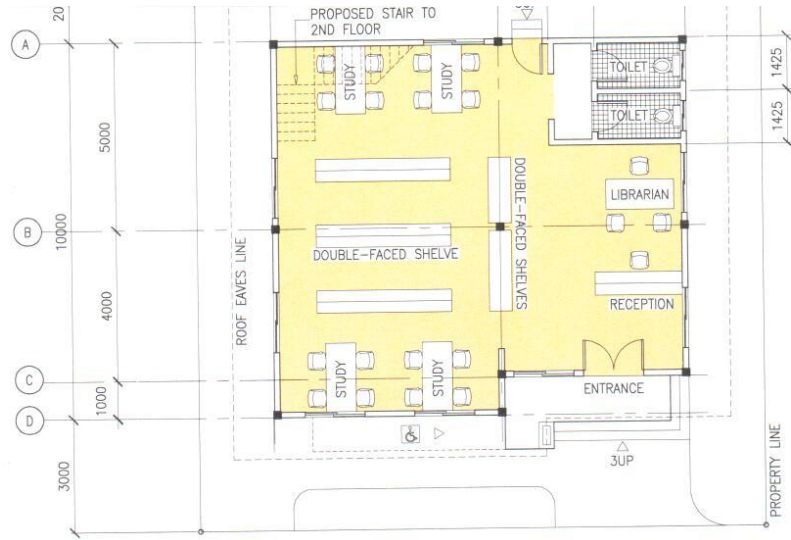 PROPOSED STAIR TO
2ND FLOOR
20
A
STUDY
STUDY
TOILET
TOILET
1425
1425
5000
10000
B
DOUBLE-FACED SHELVES
LIBRARIAN
DOUBLE-FACED SHELVE
ROOF EAVES LINE
RECEPTION
4000
C
STUDY
STUDY
ENTRANCE
1000
D
3UP
PROPERTY LINE
3000